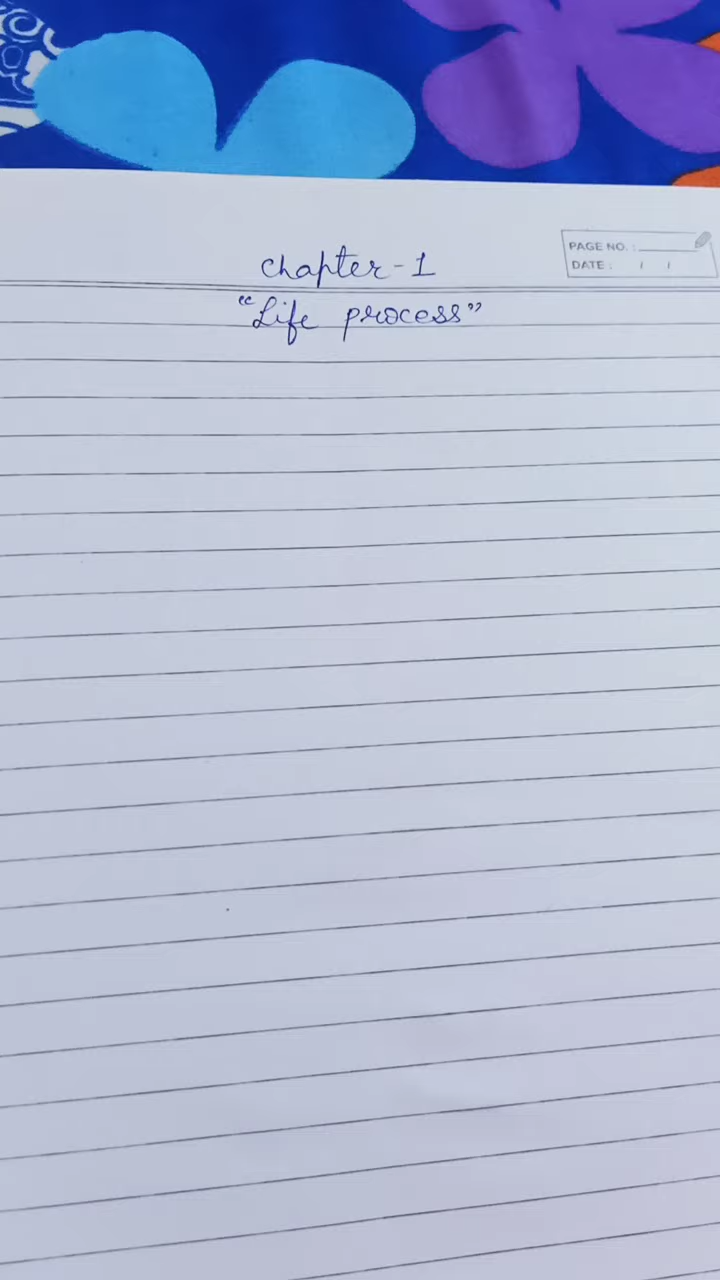 PAGE NO. :
DATE : / /
Chapter-1
"Life process"